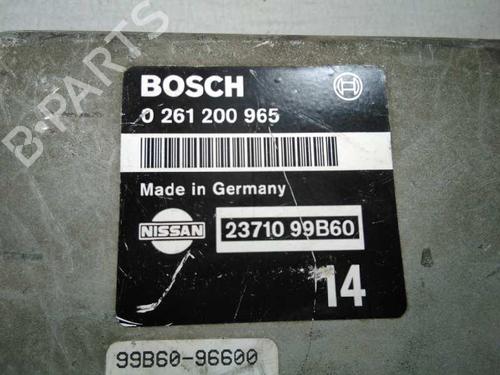 B-PARTS
BOSCH
0 261 200 965
Made in Germany
NISSAN 23710 99B60
14
99B60-96600